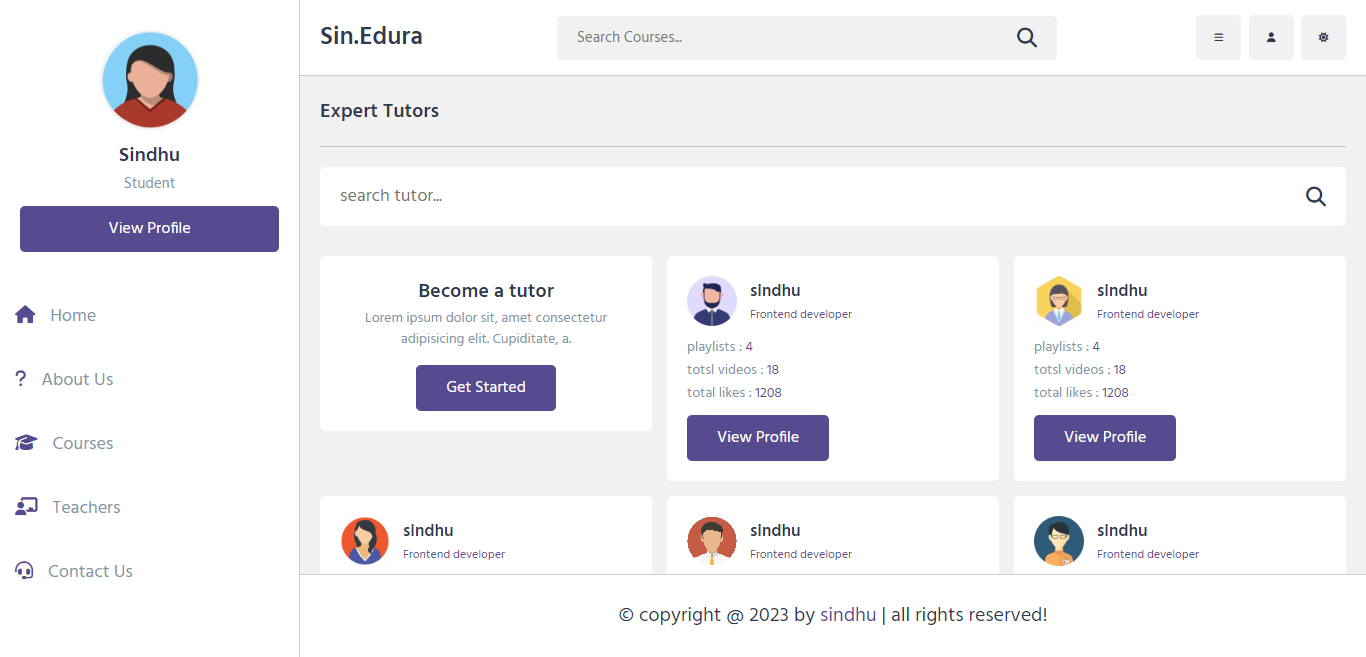 Sindhu
Student
View Profile
Home
? About Us
Courses
Teachers
Contact Us
Sin.Edura
Search Courses...
Expert Tutors
search tutor...
Become a tutor
Lorem ipsum dolor sit, amet consectetur
adipisicing elit. Cupiditate, a.
Get Started
sindhu
Frontend developer
playlists : 4
totsl videos : 18
total likes : 1208
View Profile
sindhu
Frontend developer
playlists : 4
totsl videos : 18
total likes : 1208
View Profile
sindhu
Frontend developer
sindhu
Frontend developer
sindhu
Frontend developer
© copyright @ 2023 by sindhu | all rights reserved!